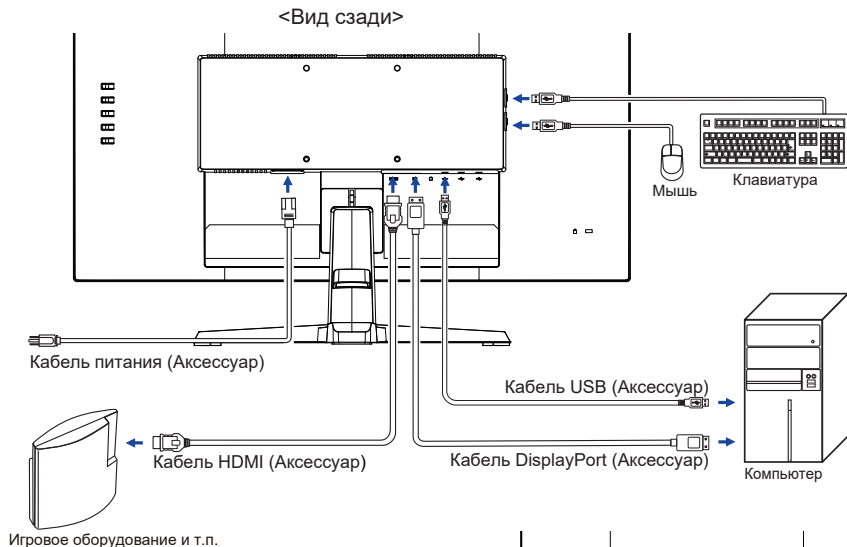 <Вид сзади>
Мышь
Клавиатура
Кабель питания (Аксессуар)
Кабель USB (Аксессуар)
Кабель HDMI (Аксессуар)
Кабель DisplayPort (Аксессуар)
Компьютер
Игровое оборудование и т.п.